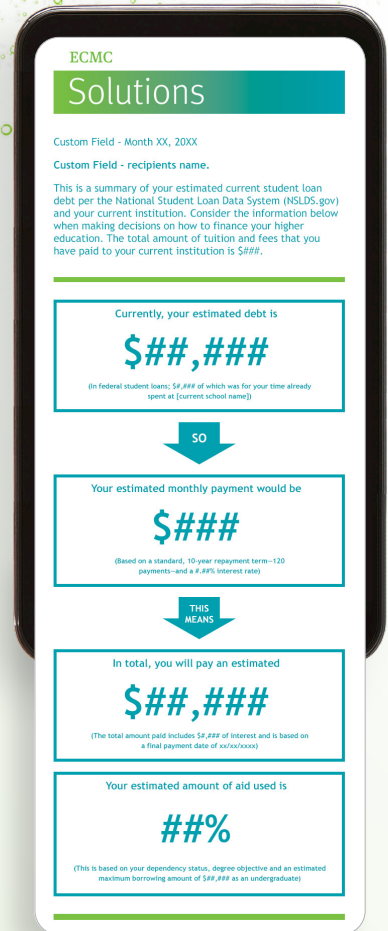 ECMC
Solutions
Custom Field - Month XX, 20XX
Custom Field - recipients name.
This is a summary of your estimated current student loan
debt per the National Student Loan Data System (NSLDS.gov)
and your current institution. Consider the information below
when making decisions on how to finance your higher
education. The total amount of tuition and fees that you
have paid to your current institution is $###.
Currently, your estimated debt is
$##,###
(In federal student loans; $#,### of which was for your time already
spent at [current school name])
SO
Your estimated monthly payment would be
$###
(Based on a standard, 10-year repayment term—120
payments—and a #.##% interest rate)
THIS
MEANS
In total, you will pay an estimated
$##,###
(The total amount paid includes $#,### of interest and is based on
a final payment date of xx/xx/xxxx)
Your estimated amount of aid used is
##%
(This is based on your dependency status, degree objective and an estimated
maximum borrowing amount of $##,### as an undergraduate)